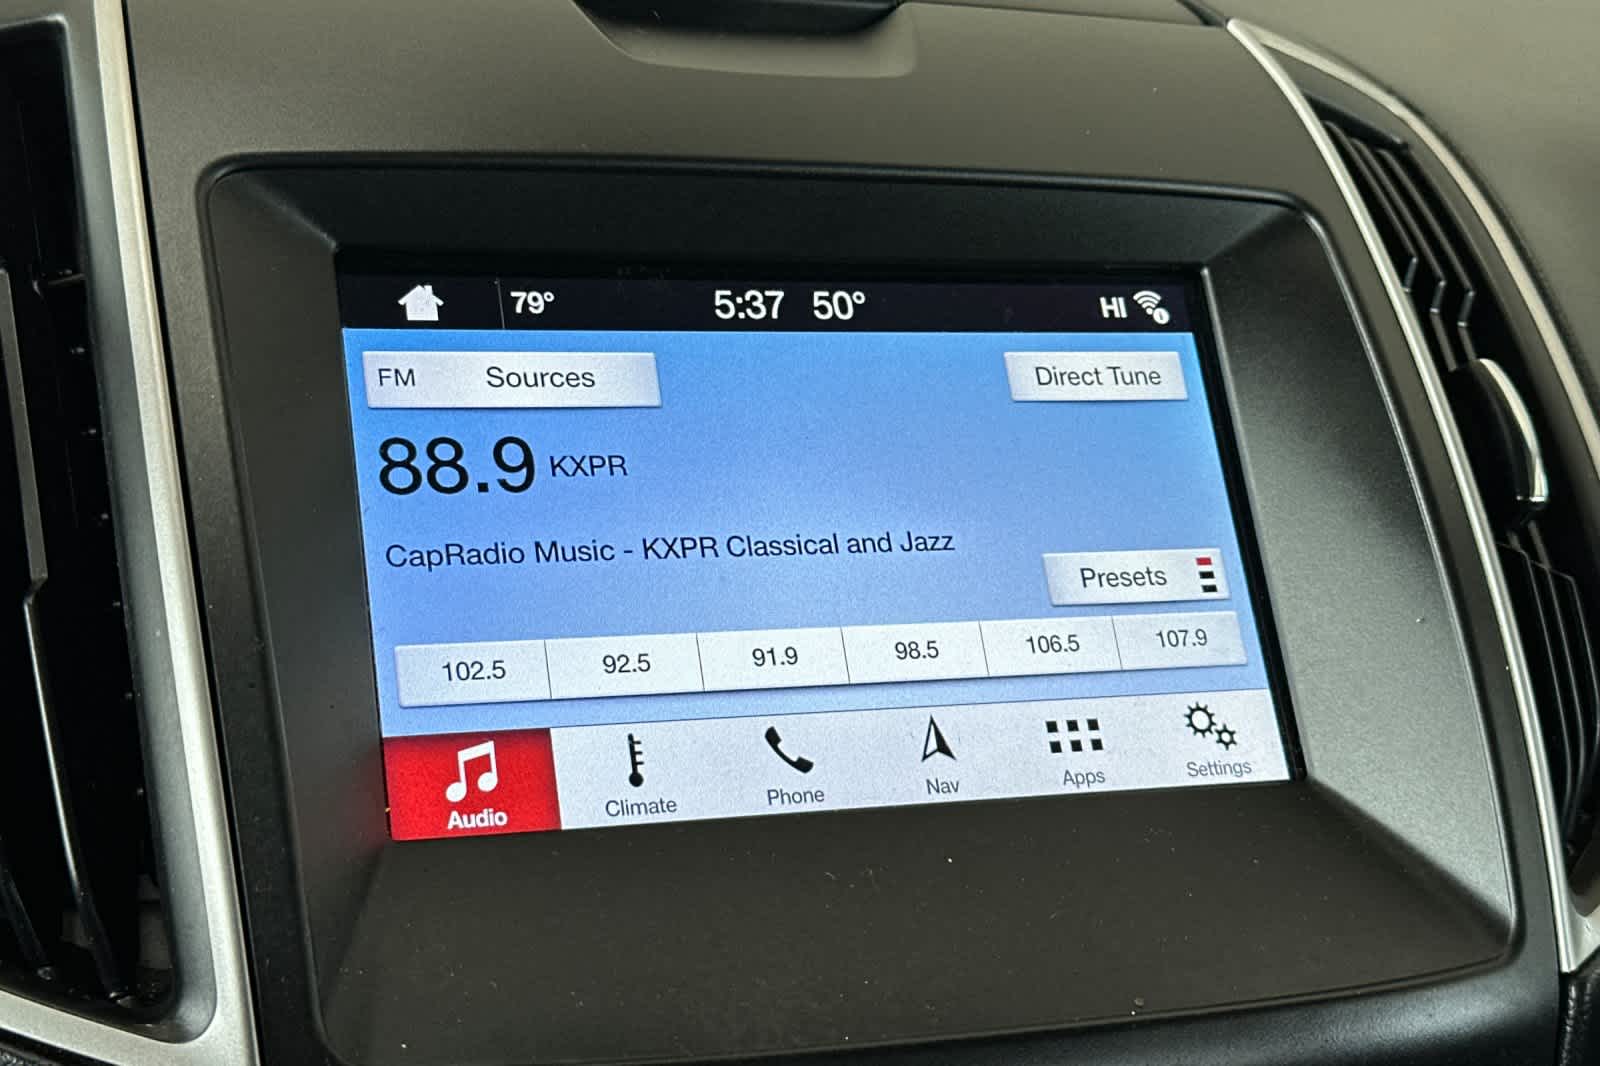 79° 5:37 50° HI
FM Sources Direct Tune
88.9 KXPR
CapRadio Music - KXPR Classical and Jazz
Presets
102.5 92.5 91.9 98.5 106.5 107.9
Audio Climate Phone Nav Apps Settings